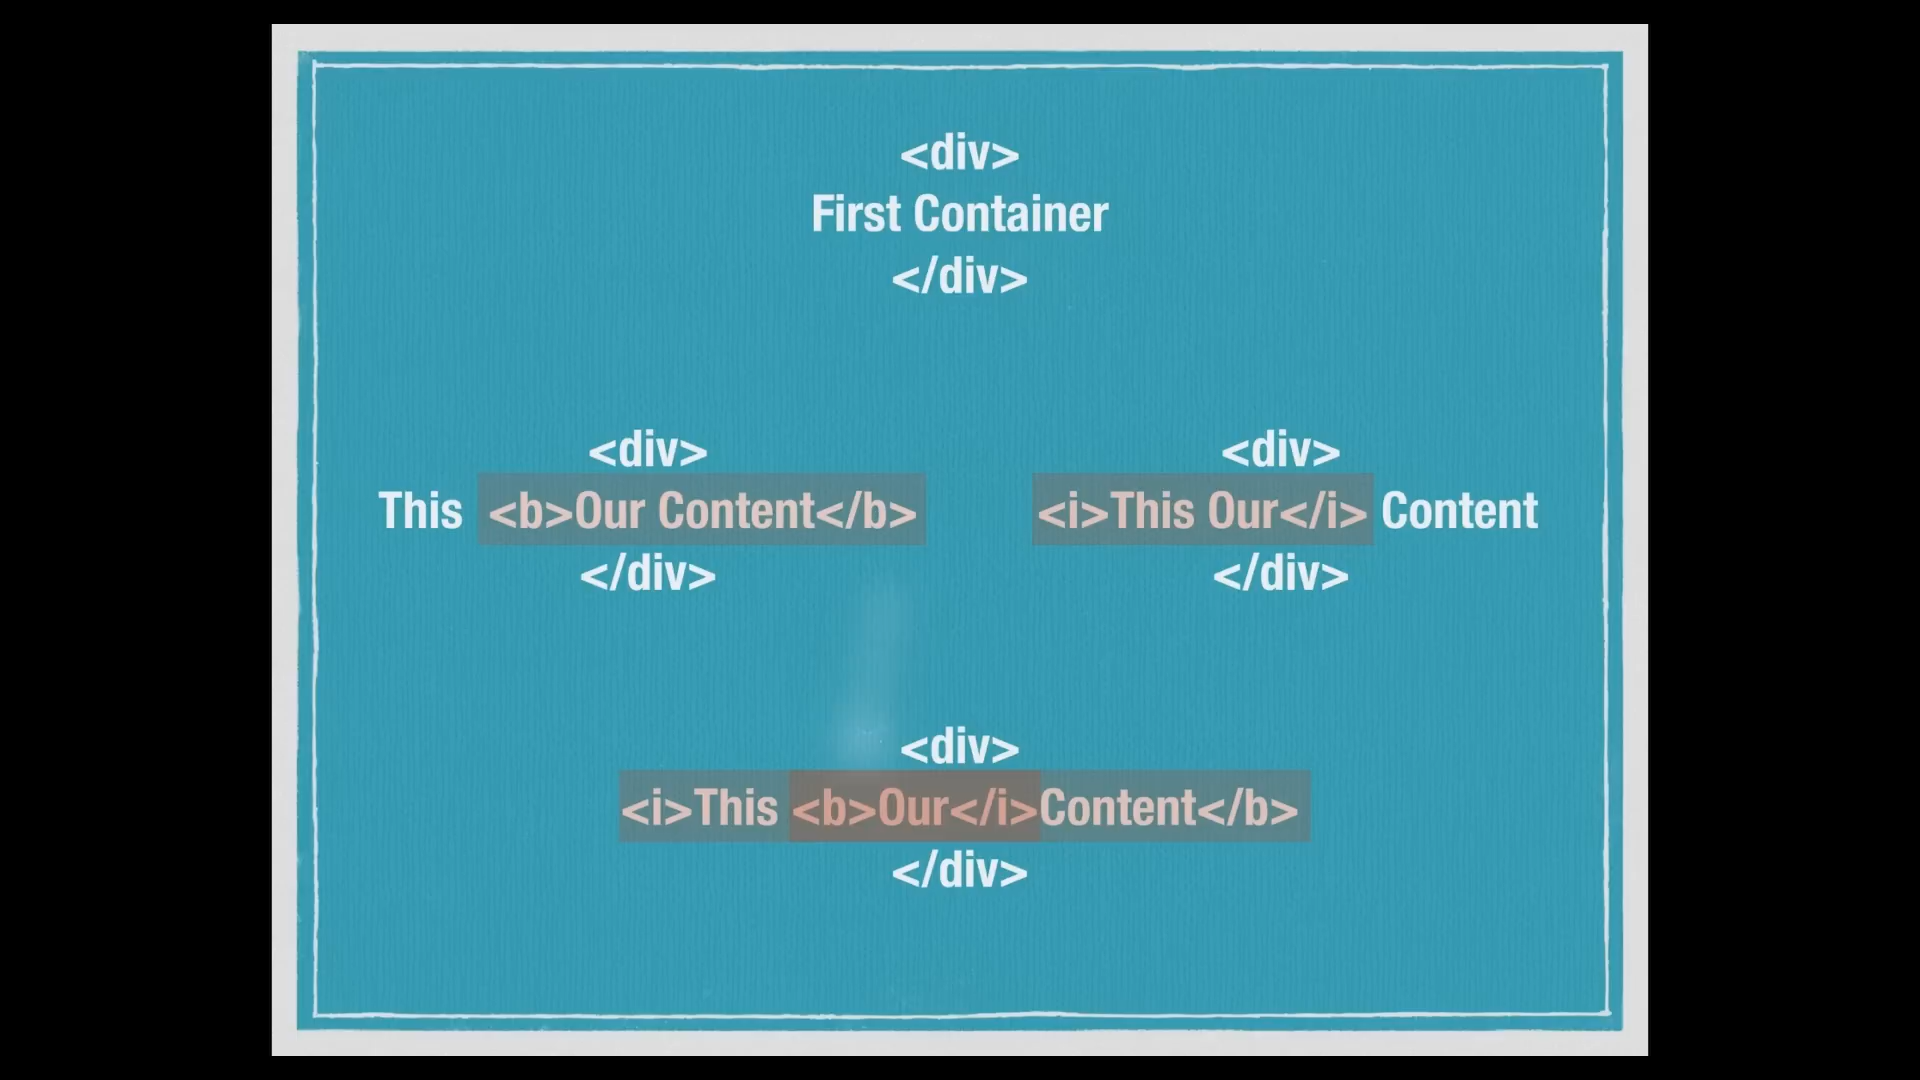 <div>
First Container
</div>
<div>
This <b>Our Content</b>
</div>
<div>
<i>This Our</i> Content
</div>
<div>
<i>This <b>Our</i>Content</b>
</div>